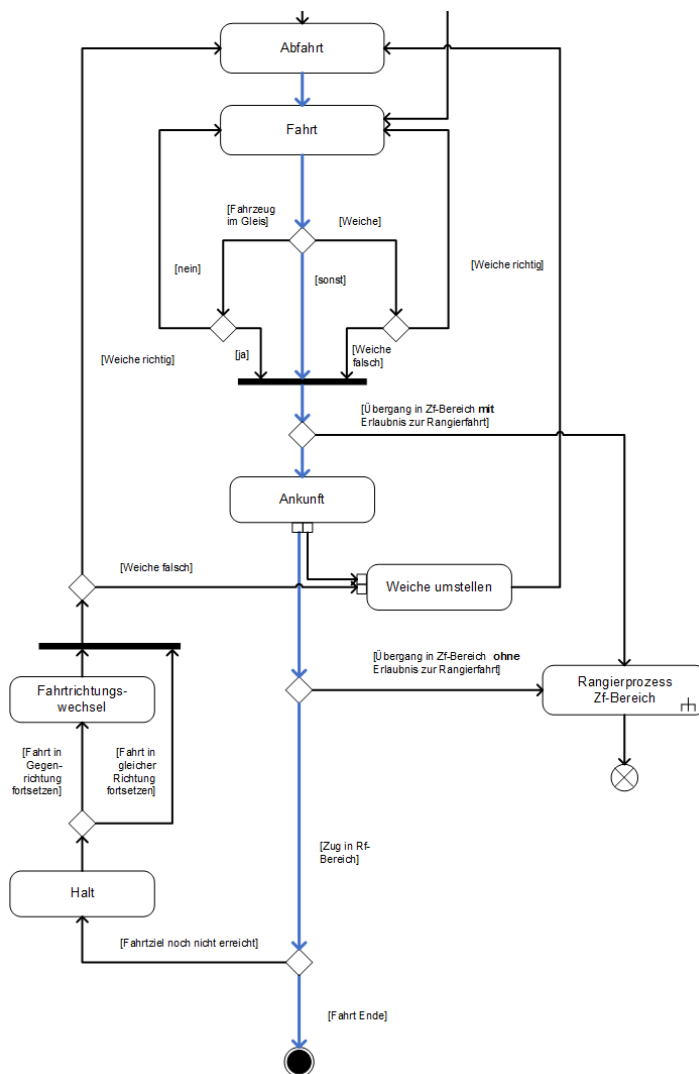 Abfahrt
Fahrt
[Fahrzeug
im Gleis]
[Weiche]
[nein]
[sonst]
[Weiche richtig]
[Weiche richtig]
[ja]
[Weiche
falsch]
[Übergang in Zf-Bereich mit
Erlaubnis zur Rangierfahrt]
Ankunft
[Weiche falsch]
Weiche umstellen
[Übergang in Zf-Bereich ohne
Erlaubnis zur Rangierfahrt]
Rangierprozess
Zf-Bereich
Fahrtrichtungs-
wechsel
[Fahrt in
Gegen-
richtung
fortsetzen]
[Fahrt in
gleicher
Richtung
fortsetzen]
[Zug in Rf-
Bereich]
Halt
[Fahrtziel noch nicht erreicht]
[Fahrt Ende]